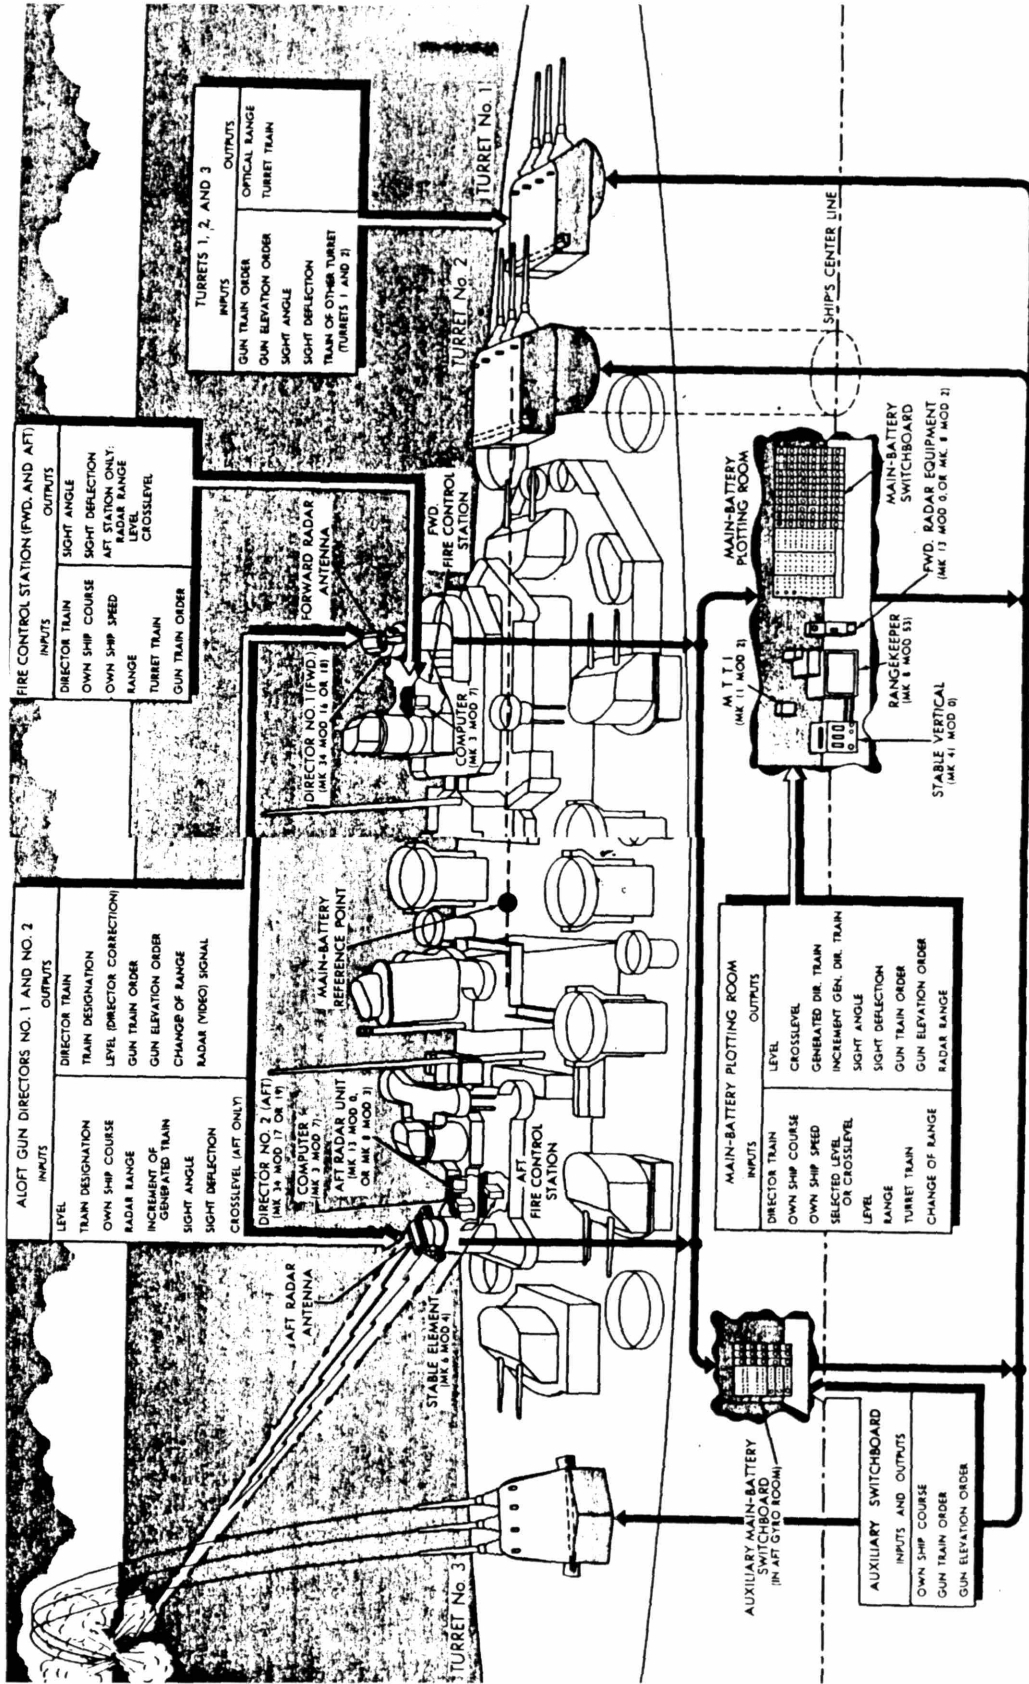 ALOFT GUN DIRECTORS NO. 1 AND NO. 2
INPUTS
OUTPUTS
LEVEL
TRAIN DESIGNATION
OWN SHIP COURSE
RADAR RANGE
INCREMENT OF
GENERATED TRAIN
SIGHT ANGLE
SIGHT DEFLECTION
CROSSLEVEL (AFT ONLY)
DIRECTOR TRAIN
TRAIN DESIGNATION
LEVEL (DIRECTOR CORRECTION)
GUN TRAIN ORDER
GUN ELEVATION ORDER
CHANGE OF RANGE
RADAR (VIDEO) SIGNAL
FIRE CONTROL STATION (FWD. AND AFT)
INPUTS
OUTPUTS
DIRECTOR TRAIN
OWN SHIP COURSE
OWN SHIP SPEED
RANGE
TURRET TRAIN
GUN TRAIN ORDER
SIGHT ANGLE
SIGHT DEFLECTION
AFT STATION ONLY:
RADAR RANGE
LEVEL
CROSSLEVEL
TURRETS 1, 2, AND 3
INPUTS
OUTPUTS
GUN TRAIN ORDER
GUN ELEVATION ORDER
SIGHT ANGLE
SIGHT DEFLECTION
TRAIN OF OTHER TURRET
(TURRETS 1 AND 2)
OPTICAL RANGE
TURRET TRAIN
TURRET No. 3
AFT RADAR
ANTENNA
STABLE ELEMENT
(MK 6 MOD 4)
DIRECTOR NO. 2 (AFT)
(MK 34 MOD 17 OR 19)
COMPUTER
(MK 3 MOD 7)
AFT RADAR UNIT
(MK 13 MOD 0,
OR MK 8 MOD 3)
AFT
FIRE CONTROL
STATION
MAIN-BATTERY
REFERENCE POINT
DIRECTOR NO. 1 (FWD.)
(MK 34 MOD 16 OR 18)
FORWARD RADAR
ANTENNA
COMPUTER
(MK 3 MOD 7)
FWD.
FIRE CONTROL
STATION
TURRET No. 2
TURRET No. 1
SHIP'S CENTER LINE
AUXILIARY MAIN-BATTERY
SWITCHBOARD
(IN AFT GYRO ROOM)
AUXILIARY SWITCHBOARD
INPUTS AND OUTPUTS
OWN SHIP COURSE
GUN TRAIN ORDER
GUN ELEVATION ORDER
MAIN-BATTERY PLOTTING ROOM
INPUTS
OUTPUTS
DIRECTOR TRAIN
OWN SHIP COURSE
OWN SHIP SPEED
SELECTED LEVEL
OR CROSSLEVEL
LEVEL
RANGE
TURRET TRAIN
CHANGE OF RANGE
LEVEL
CROSSLEVEL
GENERATED DIR. TRAIN
INCREMENT GEN. DIR. TRAIN
SIGHT ANGLE
SIGHT DEFLECTION
GUN TRAIN ORDER
GUN ELEVATION ORDER
RADAR RANGE
M T T I
(MK 11 MOD 2)
MAIN-BATTERY
PLOTTING ROOM
STABLE VERTICAL
(MK 41 MOD 0)
RANGEKEEPER
(MK 8 MOD 53)
FWD. RADAR EQUIPMENT
(MK 13 MOD 0, OR MK. 8 MOD 2)
MAIN-BATTERY
SWITCHBOARD